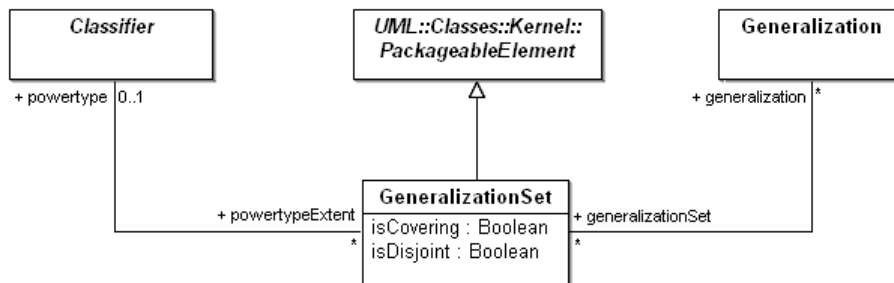 Classifier
UML::Classes::Kernel::
PackageableElement
Generalization
+ powertype 0..1
+ generalization *
GeneralizationSet
+ powertypeExtent
*
isCovering : Boolean
isDisjoint : Boolean
+ generalizationSet
*